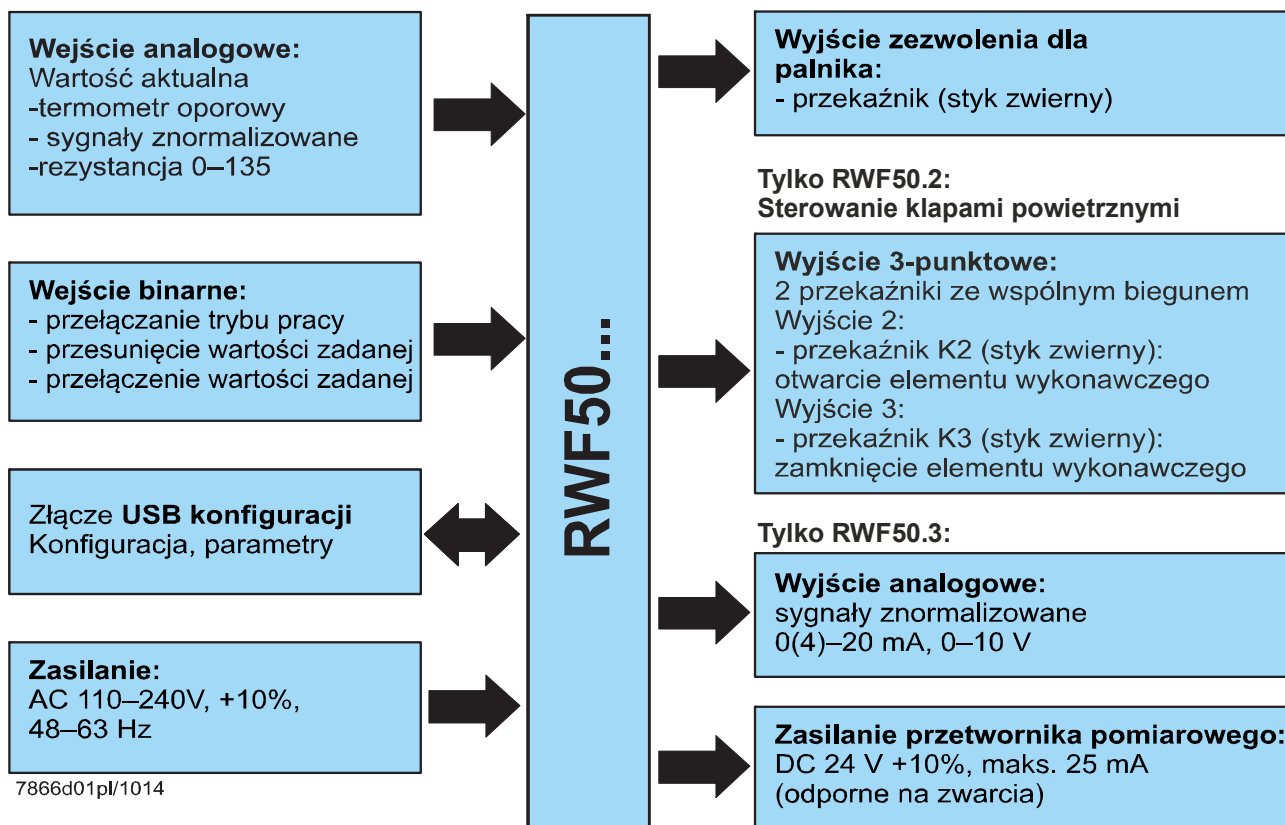 Wejście analogowe:
Wartość aktualna
-termometr oporowy
- sygnały znormalizowane
-rezystancja 0–135
Wejście binarne:
- przełączanie trybu pracy
- przesunięcie wartości zadanej
- przełączenie wartości zadanej
Złącze USB konfiguracji
Konfiguracja, parametry
Zasilanie:
AC 110–240V, +10%,
48–63 Hz
7866d01pl/1014
RWF50...
Wyjście zezwolenia dla
palnika:
- przekaźnik (styk zwierny)
Tylko RWF50.2:
Sterowanie klapami powietrznymi
Wyjście 3-punktowe:
2 przekaźniki ze wspólnym biegunem
Wyjście 2:
- przekaźnik K2 (styk zwierny):
otwarcie elementu wykonawczego
Wyjście 3:
- przekaźnik K3 (styk zwierny):
zamknięcie elementu wykonawczego
Tylko RWF50.3:
Wyjście analogowe:
sygnały znormalizowane
0(4)–20 mA, 0–10 V
Zasilanie przetwornika pomiarowego:
DC 24 V +10%, maks. 25 mA
(odporne na zwarcia)